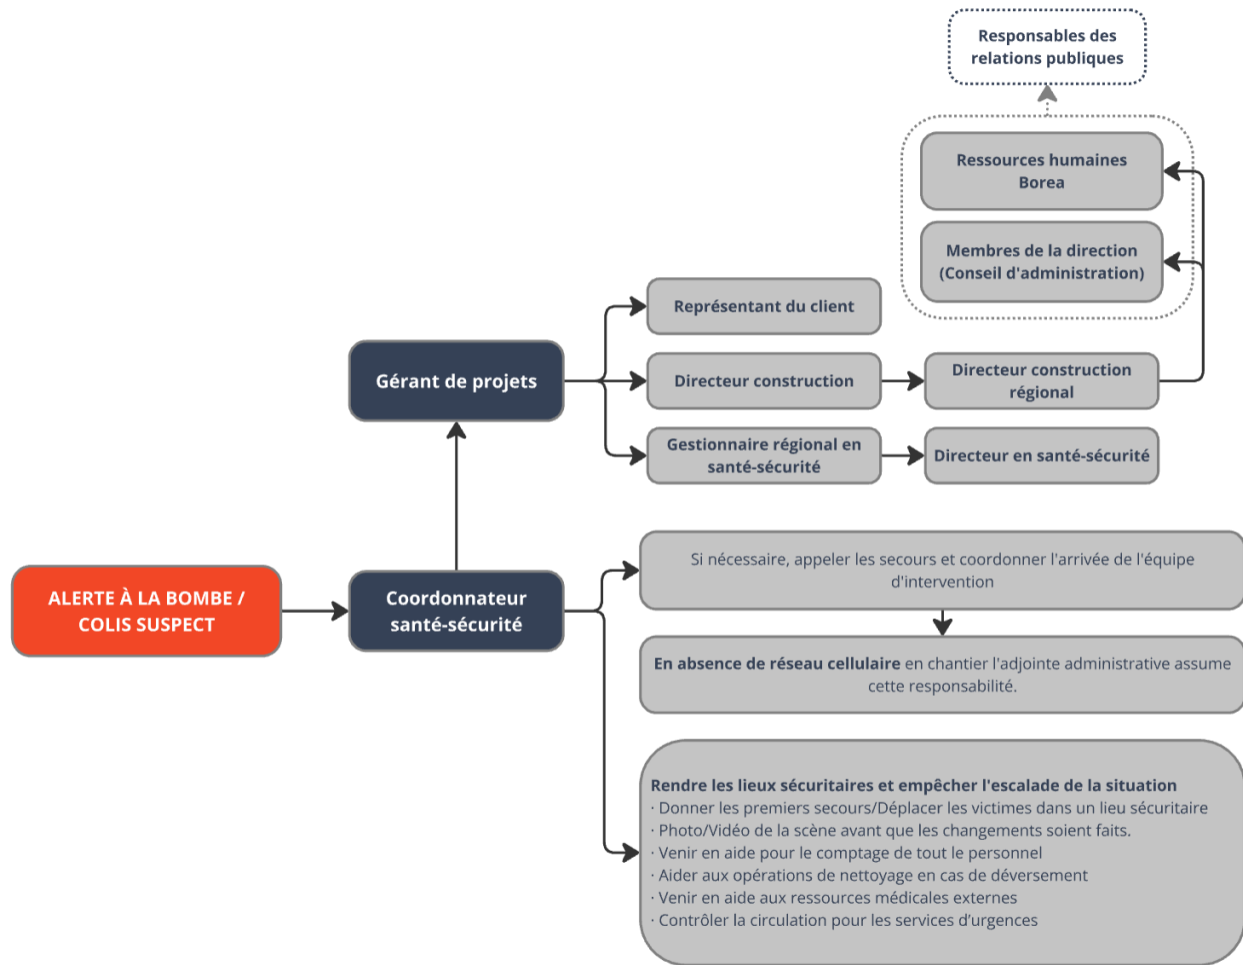 Responsables des
relations publiques
Ressources humaines
Borea
Membres de la direction
(Conseil d'administration)
Représentant du client
Gérant de projets
Directeur construction
Directeur construction
régional
Gestionnaire régional en
santé-sécurité
Directeur en santé-sécurité
ALERTE À LA BOMBE /
COLIS SUSPECT
Coordonnateur
santé-sécurité
Si nécessaire, appeler les secours et coordonner l'arrivée de l'équipe
d'intervention
En absence de réseau cellulaire en chantier l'adjointe administrative assume
cette responsabilité.
Rendre les lieux sécuritaires et empêcher l'escalade de la situation
· Donner les premiers secours/Déplacer les victimes dans un lieu sécuritaire
· Photo/Vidéo de la scène avant que les changements soient faits.
· Venir en aide pour le comptage de tout le personnel
· Aider aux opérations de nettoyage en cas de déversement
· Venir en aide aux ressources médicales externes
· Contrôler la circulation pour les services d’urgences